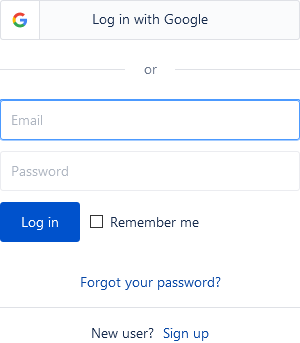 Log in with Google
or
Email
Password
Log in Remember me
Forgot your password?
New user? Sign up